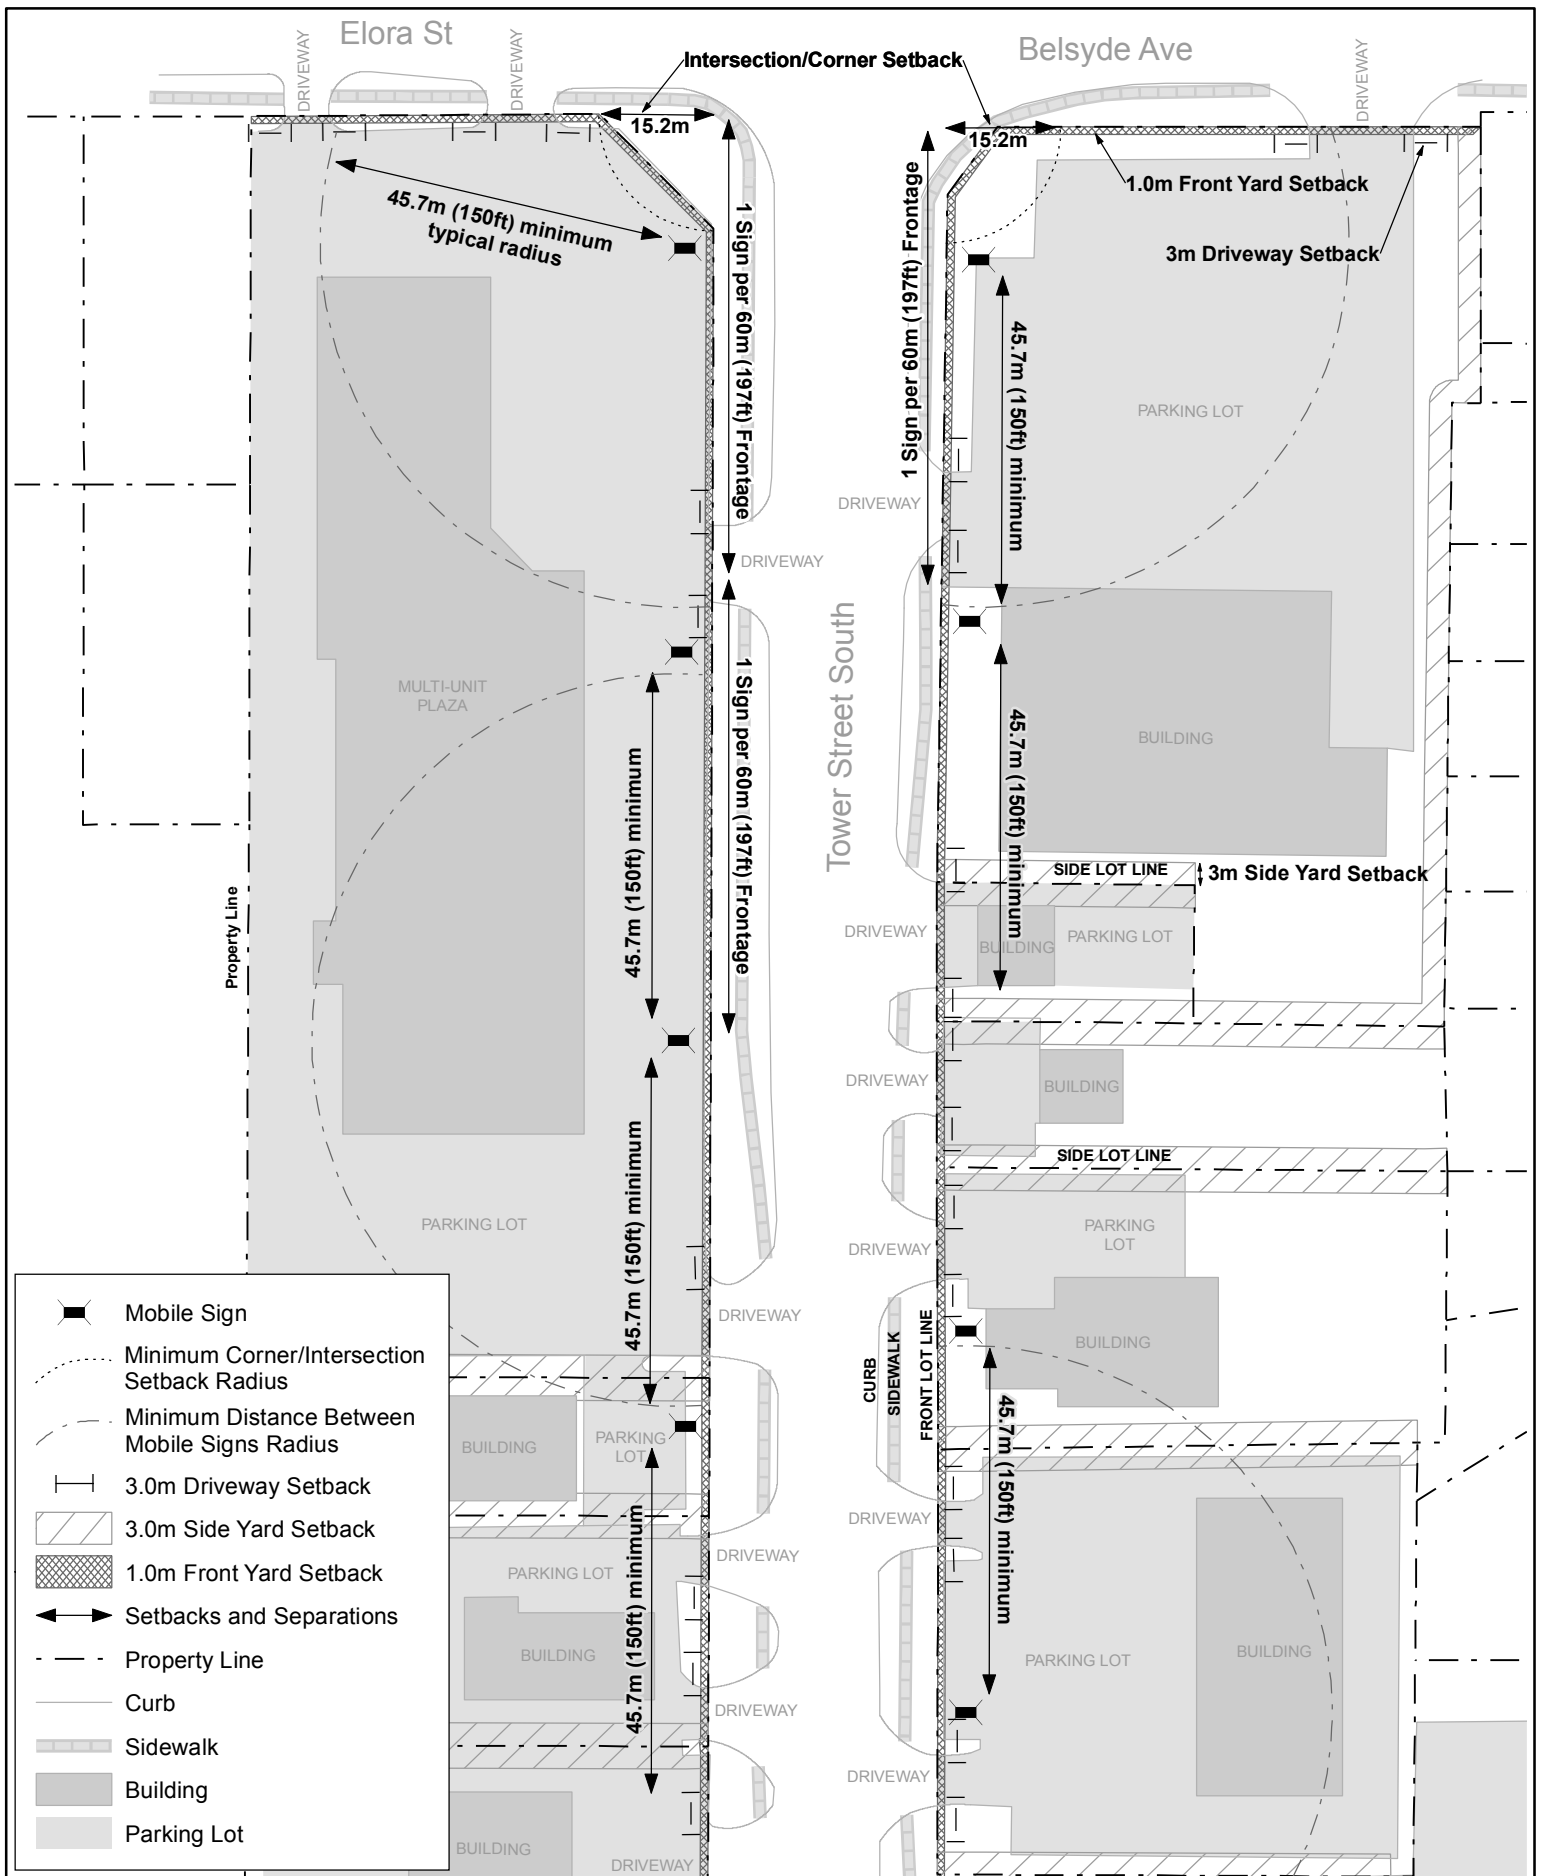 Elora St
Belsyde Ave
DRIVEWAY
DRIVEWAY
DRIVEWAY
Intersection/Corner Setback
15.2m
15.2m
45.7m (150ft) minimum
typical radius
1 Sign per 60m (197ft) Frontage
1 Sign per 60m (197ft) Frontage
1.0m Front Yard Setback
3m Driveway Setback
45.7m (150ft) minimum
PARKING LOT
DRIVEWAY
DRIVEWAY
Tower Street South
MULTI-UNIT
PLAZA
1 Sign per 60m (197ft) Frontage
45.7m (150ft) minimum
45.7m (150ft) minimum
BUILDING
Property Line
SIDE LOT LINE
3m Side Yard Setback
DRIVEWAY
BUILDING
PARKING LOT
DRIVEWAY
BUILDING
SIDE LOT LINE
45.7m (150ft) minimum
PARKING LOT
PARKING
LOT
DRIVEWAY
DRIVEWAY
CURB
SIDEWALK
FRONT LOT LINE
BUILDING
45.7m (150ft) minimum
BUILDING
PARKING
LOT
DRIVEWAY
DRIVEWAY
45.7m (150ft) minimum
PARKING LOT
BUILDING
PARKING LOT
BUILDING
DRIVEWAY
DRIVEWAY
BUILDING
DRIVEWAY
Mobile Sign
Minimum Corner/Intersection
Setback Radius
Minimum Distance Between
Mobile Signs Radius
3.0m Driveway Setback
3.0m Side Yard Setback
1.0m Front Yard Setback
Setbacks and Separations
Property Line
Curb
Sidewalk
Building
Parking Lot